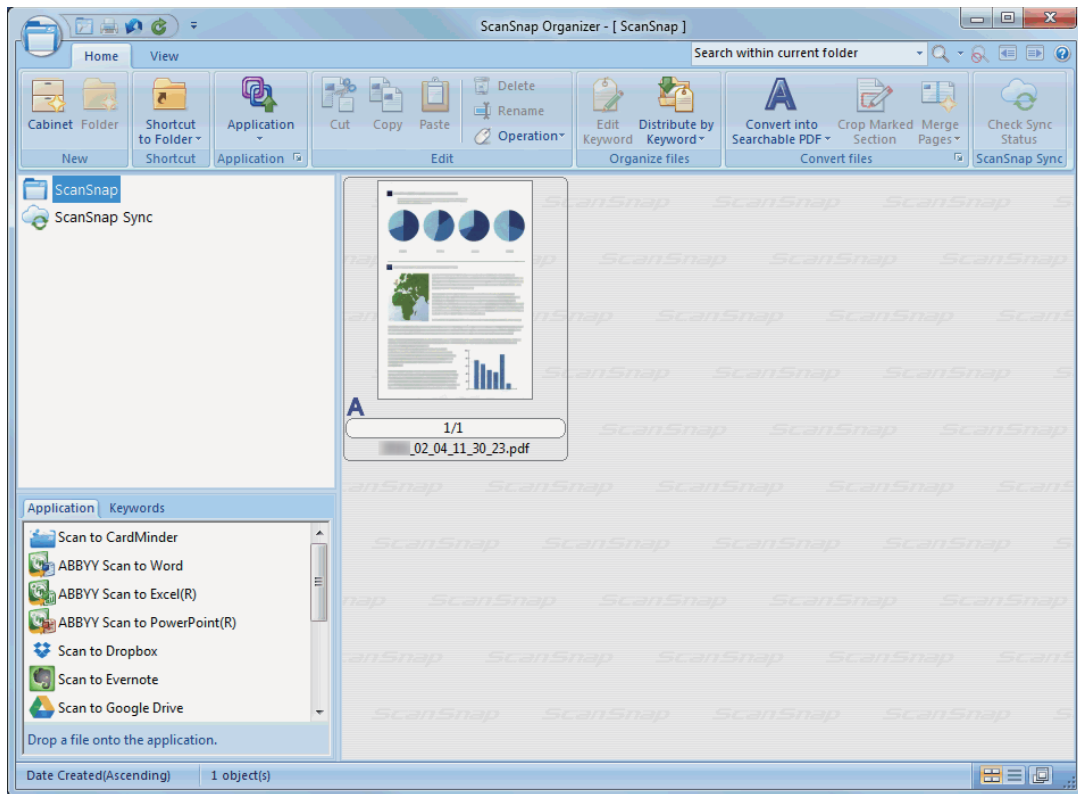 ScanSnap Organizer - [ ScanSnap ]
Home View
Search within current folder
Cabinet Folder
Shortcut to Folder
Application
Cut Copy Paste
Delete
Rename
Operation
Edit Keyword
Distribute by Keyword
Convert into Searchable PDF
Crop Marked Section
Merge Pages
Check Sync Status
New Shortcut Application Edit Organize files Convert files ScanSnap Sync
ScanSnap
ScanSnap Sync
A
1/1
_02_04_11_30_23.pdf
Application Keywords
Scan to CardMinder
ABBYY Scan to Word
ABBYY Scan to Excel(R)
ABBYY Scan to PowerPoint(R)
Scan to Dropbox
Scan to Evernote
Scan to Google Drive
Drop a file onto the application.
Date Created(Ascending) 1 object(s)